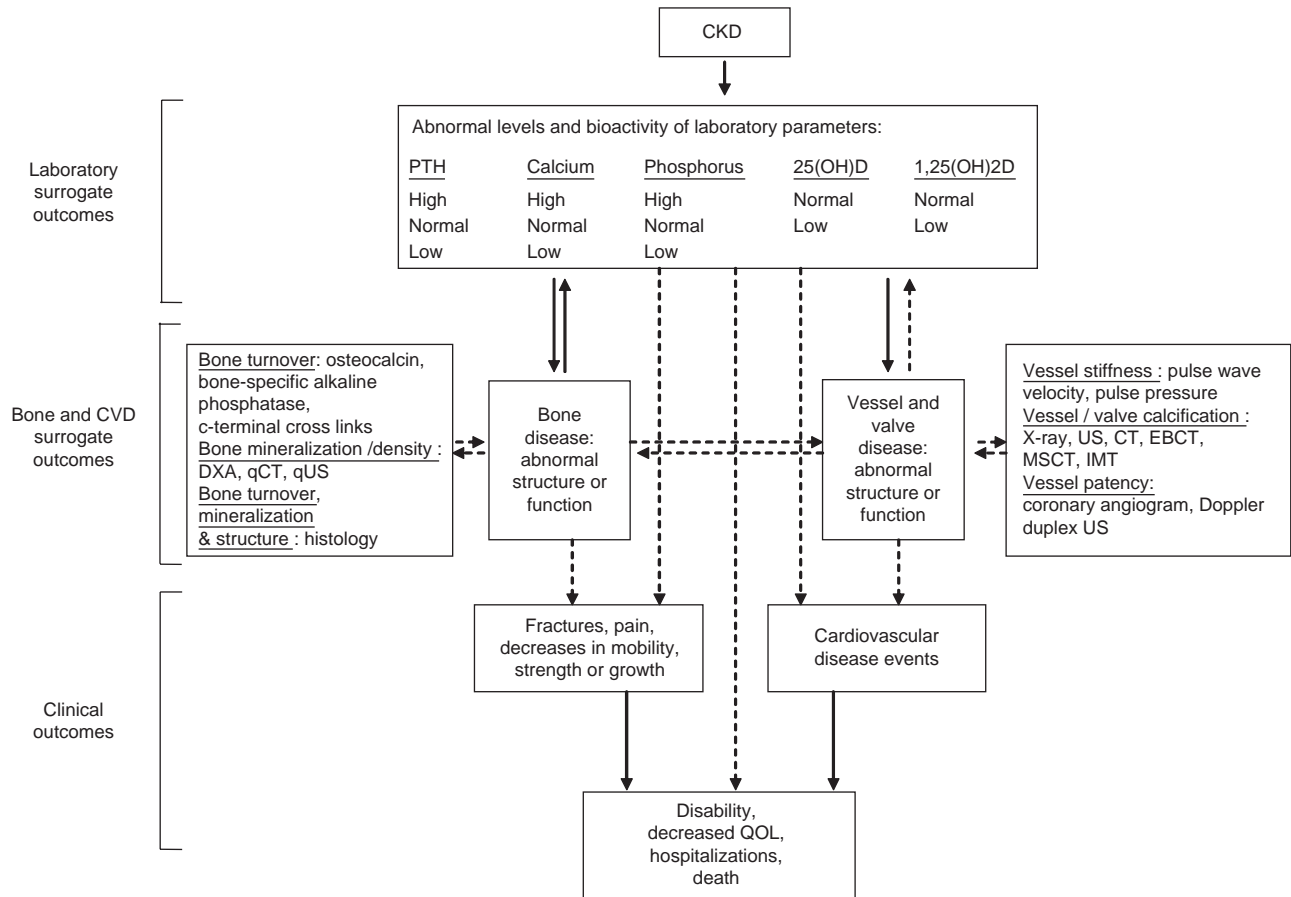 CKD
Laboratory
surrogate
outcomes
Abnormal levels and bioactivity of laboratory parameters:
PTH Calcium Phosphorus 25(OH)D 1,25(OH)2D
High High High Normal Normal
Normal Normal Normal Low Low
Low Low Low
Bone and CVD
surrogate
outcomes
Bone turnover: osteocalcin,
bone-specific alkaline
phosphatase,
c-terminal cross links
Bone mineralization /density :
DXA, qCT, qUS
Bone turnover,
mineralization
& structure : histology
Bone
disease:
abnormal
structure or
function
Vessel and
valve
disease:
abnormal
structure or
function
Vessel stiffness : pulse wave
velocity, pulse pressure
Vessel / valve calcification :
X-ray, US, CT, EBCT,
MSCT, IMT
Vessel patency:
coronary angiogram, Doppler
duplex US
Clinical
outcomes
Fractures, pain,
decreases in mobility,
strength or growth
Cardiovascular
disease events
Disability,
decreased QOL,
hospitalizations,
death